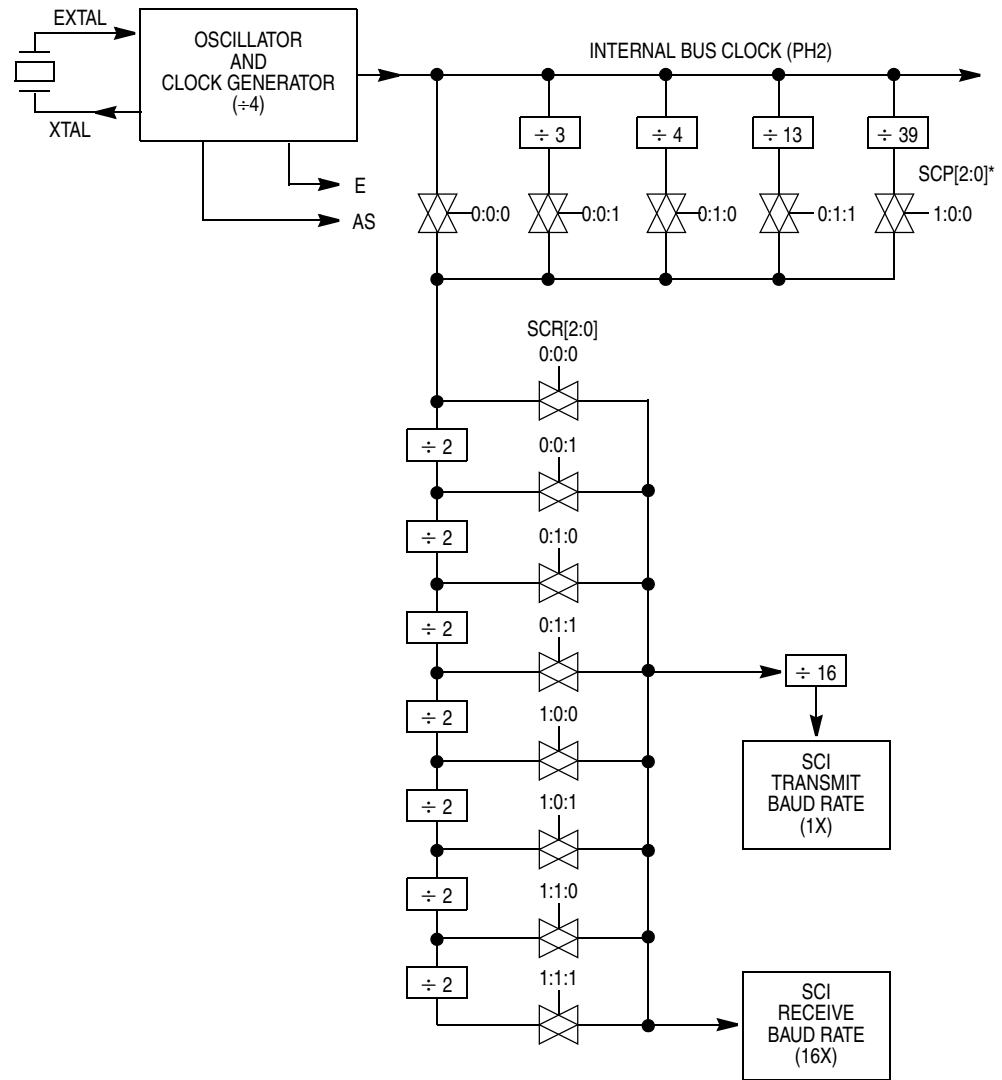 EXTAL
XTAL
OSCILLATOR
AND
CLOCK GENERATOR
(÷4)
E
AS
INTERNAL BUS CLOCK (PH2)
÷ 3
÷ 4
÷ 13
÷ 39
SCP[2:0]*
0:0:0
0:0:1
0:1:0
0:1:1
1:0:0
SCR[2:0]
0:0:0
÷ 2
0:0:1
÷ 2
0:1:0
÷ 2
0:1:1
÷ 16
÷ 2
1:0:0
SCI
TRANSMIT
BAUD RATE
(1X)
÷ 2
1:0:1
÷ 2
1:1:0
÷ 2
1:1:1
SCI
RECEIVE
BAUD RATE
(16X)